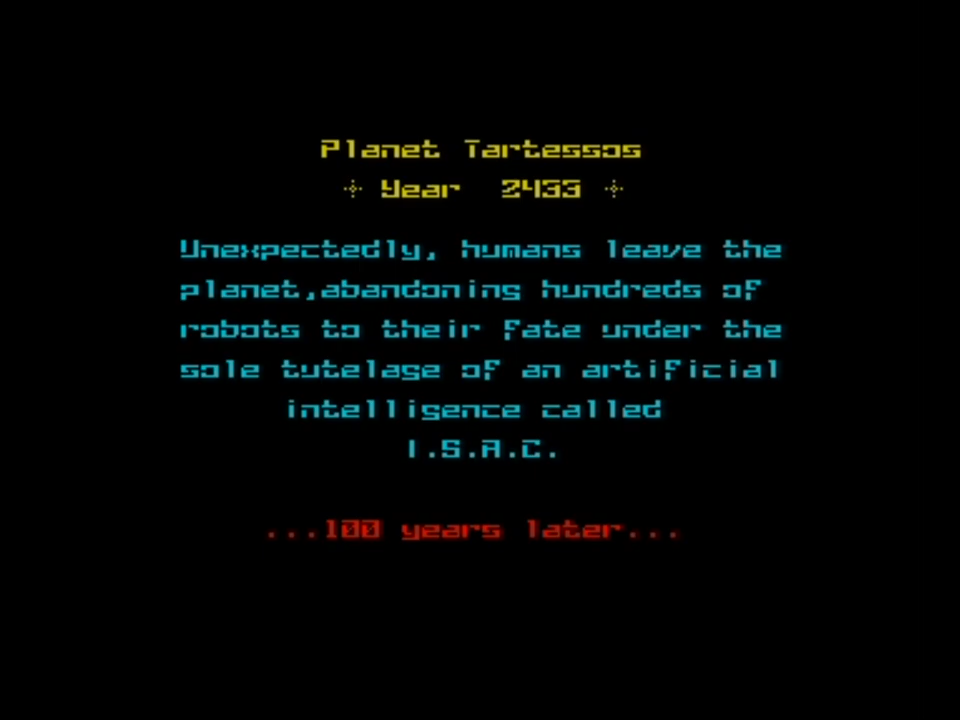 Planet Tartessos
Year 2433
Unexpectedly, humans leave the
planet,abandoning hundreds of
robots to their fate under the
sole tutelage of an artificial
intelligence called
I.S.A.C.
...100 years later...